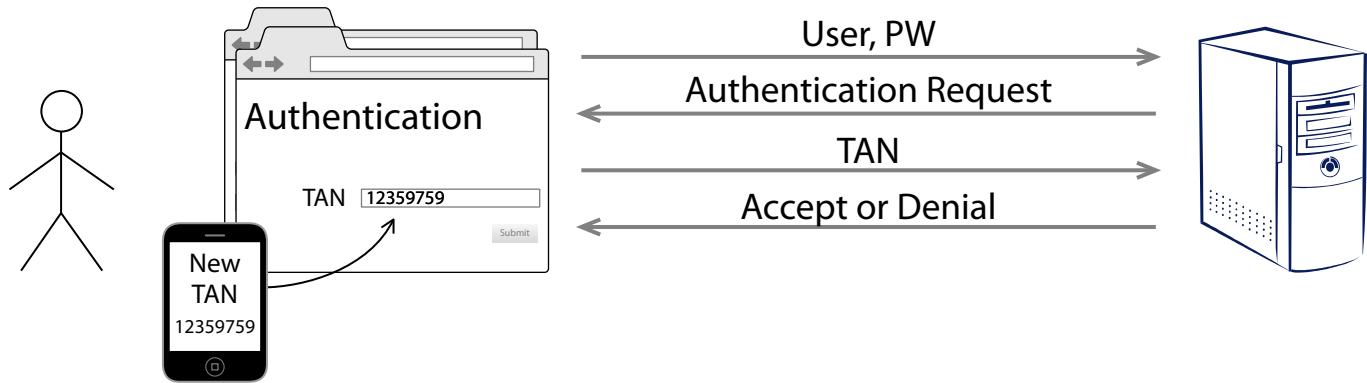 User, PW
Authentication Request
TAN
Accept or Denial
Authentication
TAN 12359759
Submit
New
TAN
12359759